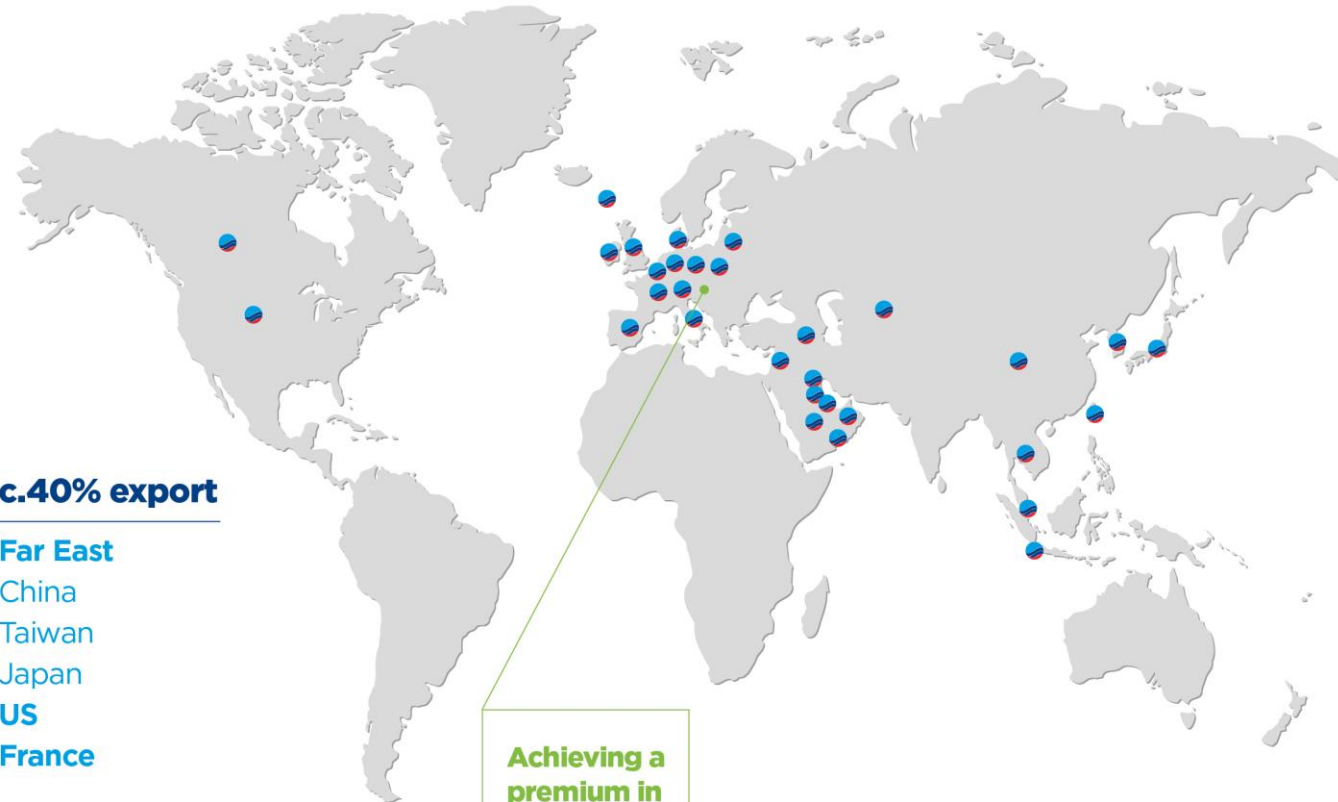 c.40% export
Far East
China
Taiwan
Japan
US
France
Achieving a
premium in